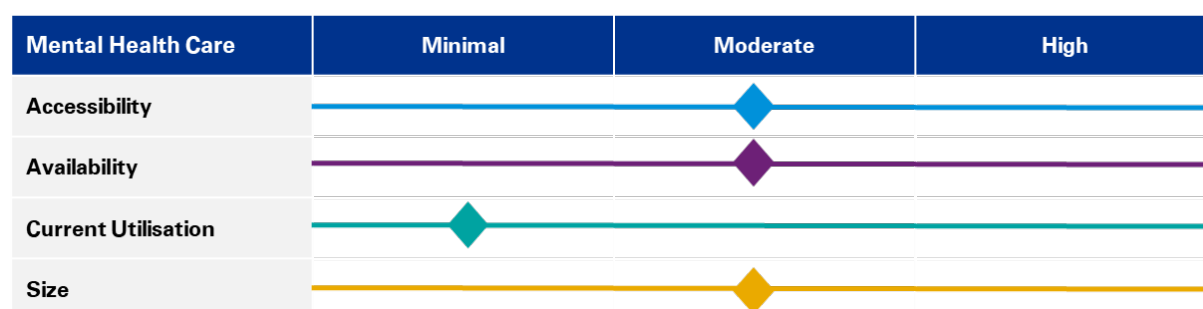 Mental Health Care Minimal Moderate High
Accessibility
Availability
Current Utilisation
Size